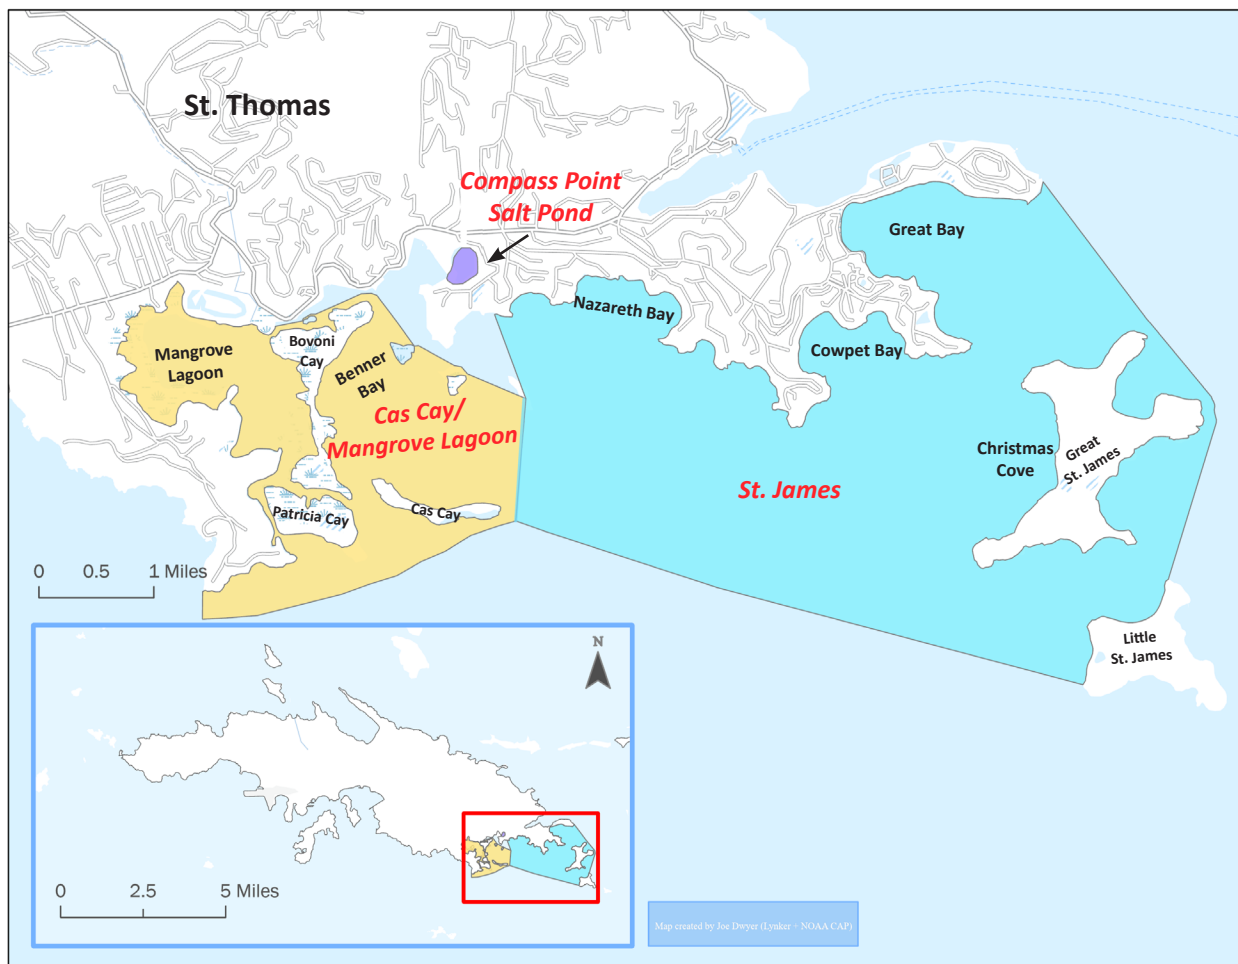 St. Thomas
Compass Point
Salt Pond
Great Bay
Nazareth Bay
Cowpet Bay
Mangrove
Lagoon
Bovoni
Cay
Benner
Bay
Cas Cay/
Mangrove Lagoon
Christmas
Cove
Great
St. James
St. James
Patricia Cay
Cas Cay
0 0.5 1 Miles
Little
St. James
N
0 2.5 5 Miles
Map created by Joe Dwyer (Lynker + NOAA CAP)